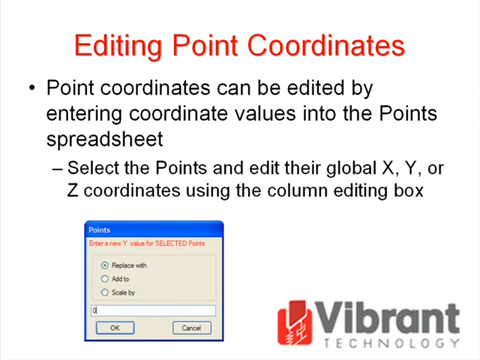 Editing Point Coordinates
• Point coordinates can be edited by
entering coordinate values into the Points
spreadsheet
– Select the Points and edit their global X, Y, or
Z coordinates using the column editing box
Points
Enter a new Y value for SELECTED Points
Replace with
Add to
Scale by
0
OK Cancel
Vibrant
TECHNOLOGY